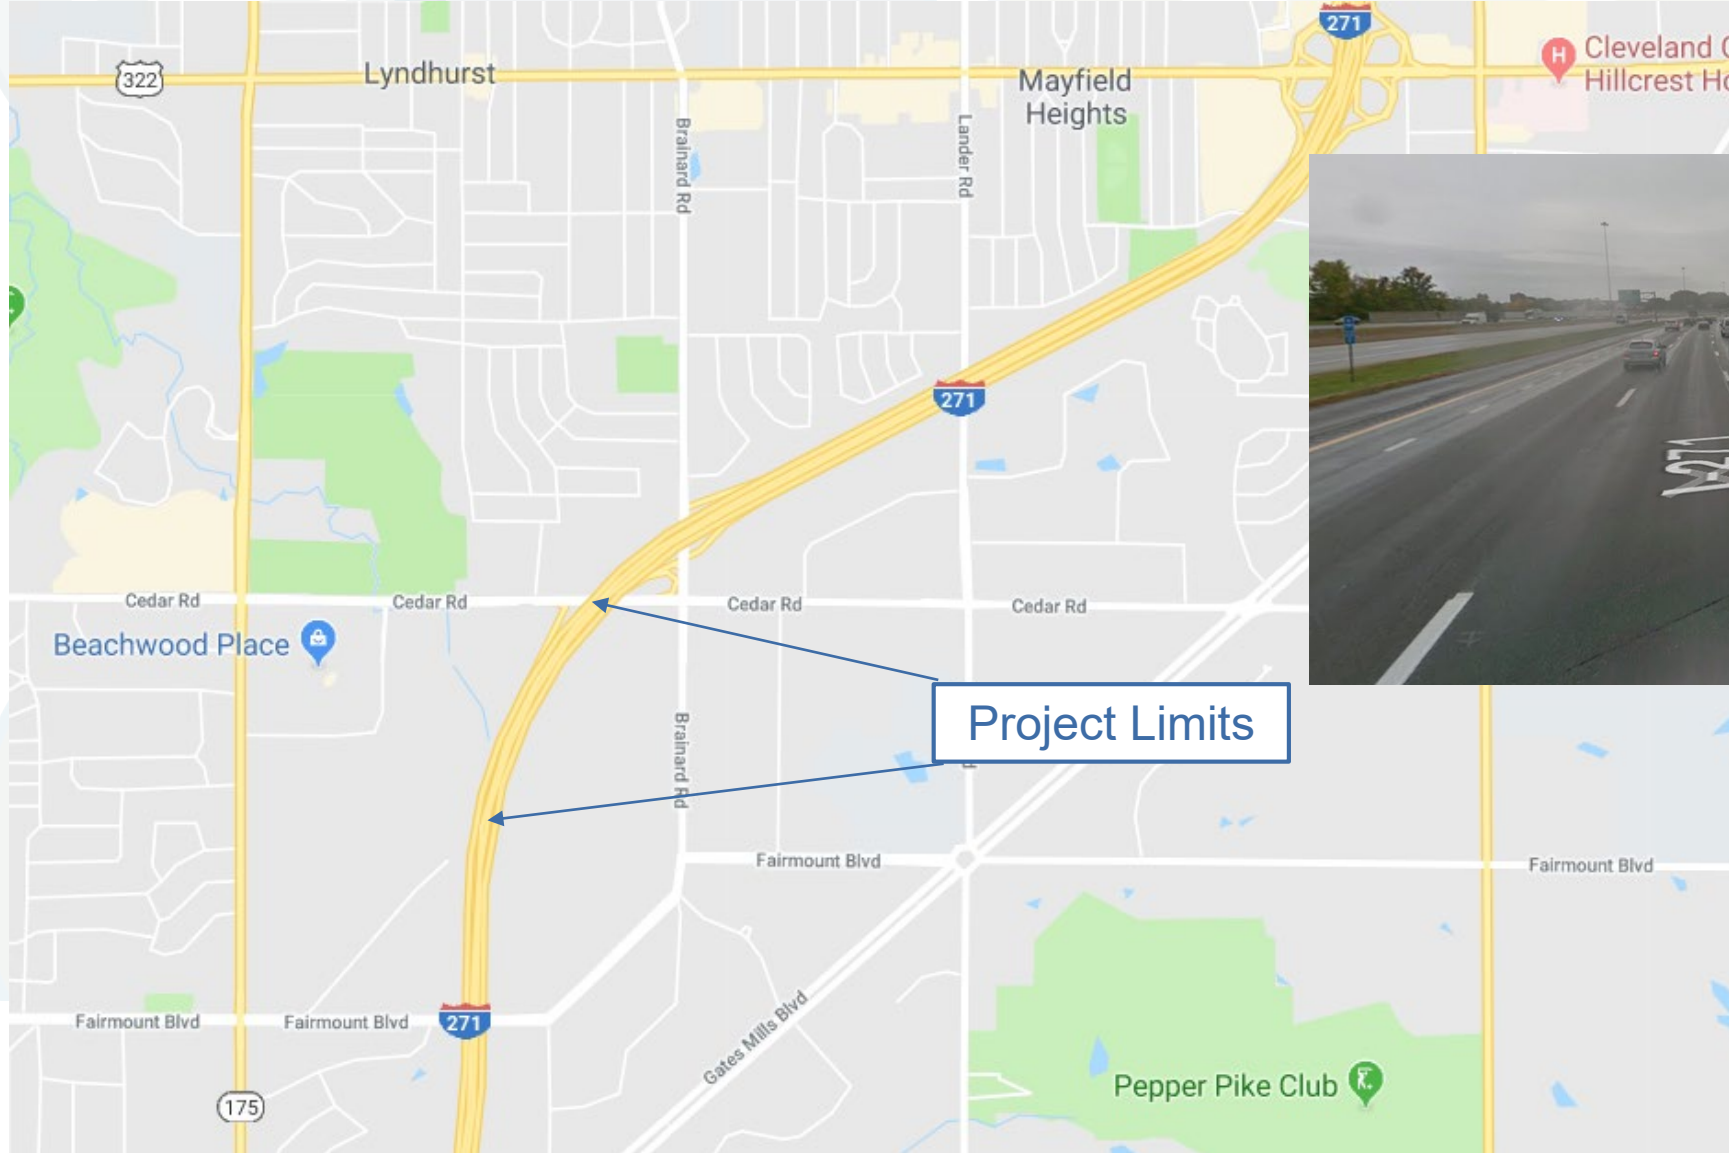 271
322
Lyndhurst
Mayfield
Heights
Cleveland
Hillcrest
Brainard Rd
Lander Rd
271
Cedar Rd
Cedar Rd
Cedar Rd
Cedar Rd
Beachwood Place
Project Limits
Brainard Rd
I-271
Fairmount Blvd
Fairmount Blvd
Fairmount Blvd
Fairmount Blvd
271
Gates Mills Blvd
Pepper Pike Club
175